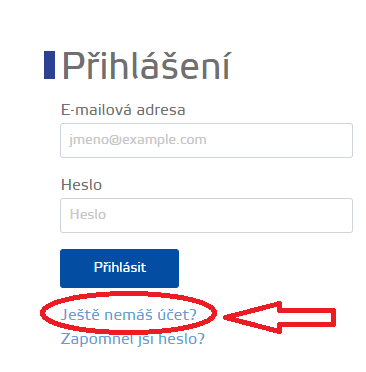 Přihlášení
E-mailová adresa
jmeno@example.com
Heslo
Heslo
Přihlásit
Ještě nemáš účet?
Zapomněl jsi heslo?